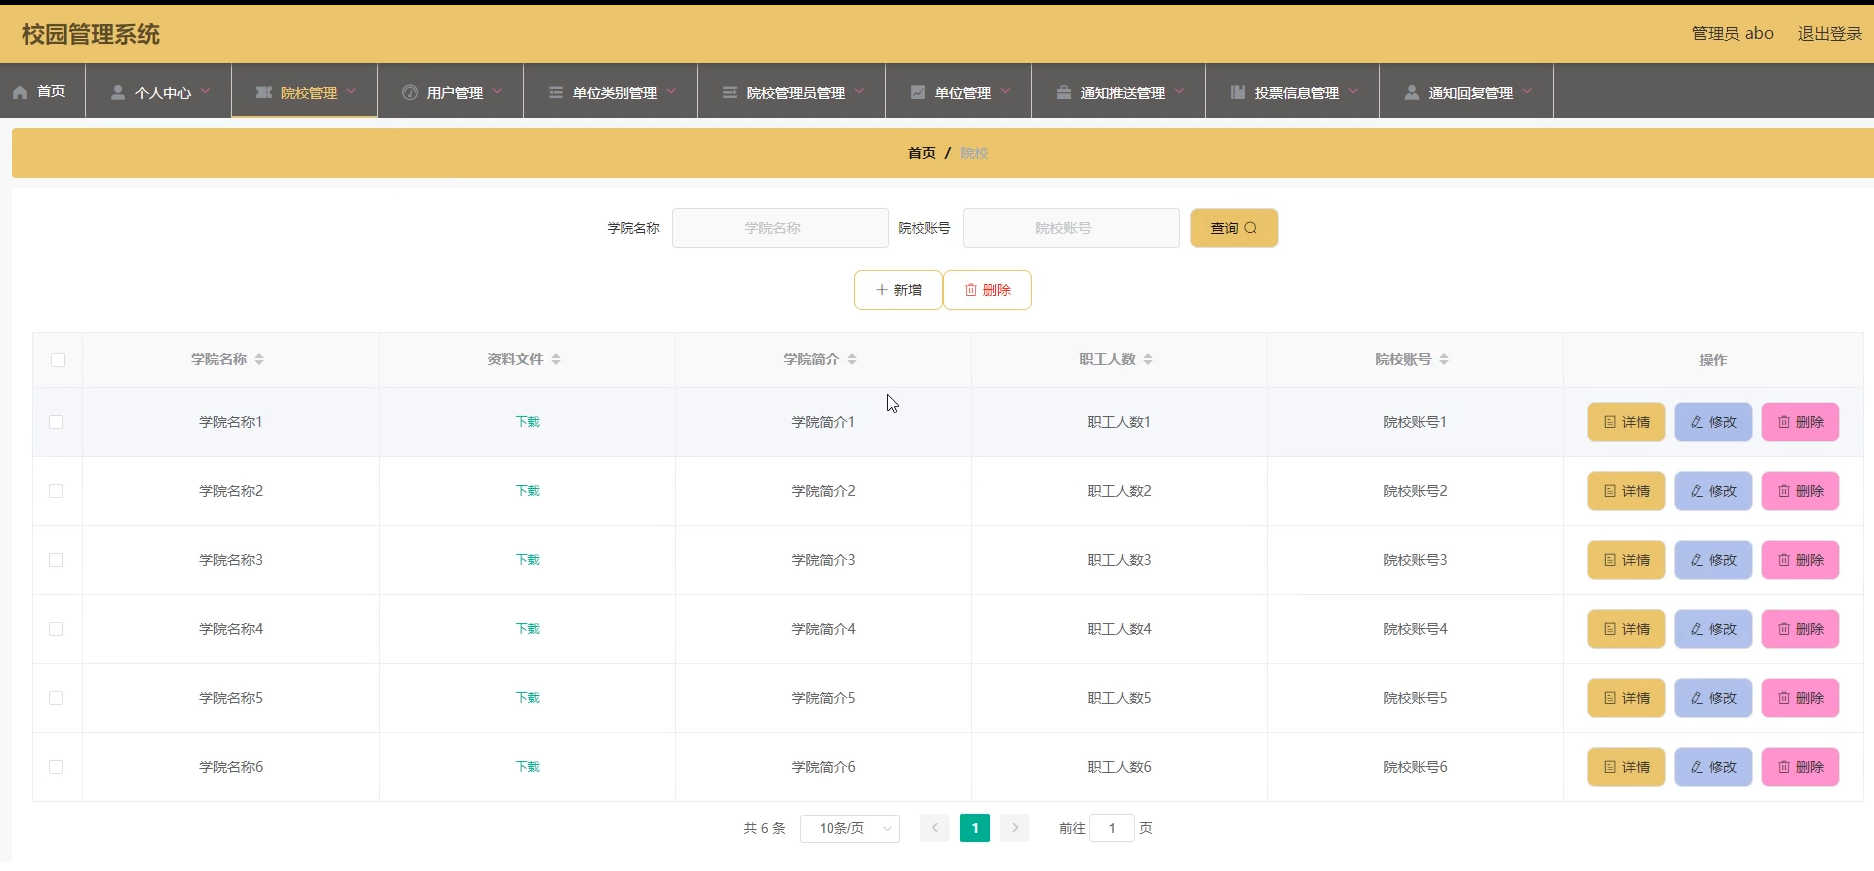 校园管理系统
管理员 abo 退出登录
首页 个人中心 院校管理 用户管理 单位类别管理 院校管理员管理 单位管理 通知推送管理 投票信息管理 通知回复管理
首页 / 院校
学院名称 学院名称 院校账号 院校账号 查询
新增 删除
学院名称 资料文件 学院简介 职工人数 院校账号 操作
学院名称1 下载 学院简介1 职工人数1 院校账号1 详情 修改 删除
学院名称2 下载 学院简介2 职工人数2 院校账号2 详情 修改 删除
学院名称3 下载 学院简介3 职工人数3 院校账号3 详情 修改 删除
学院名称4 下载 学院简介4 职工人数4 院校账号4 详情 修改 删除
学院名称5 下载 学院简介5 职工人数5 院校账号5 详情 修改 删除
学院名称6 下载 学院简介6 职工人数6 院校账号6 详情 修改 删除
共 6 条 10条/页 1 前往 1 页